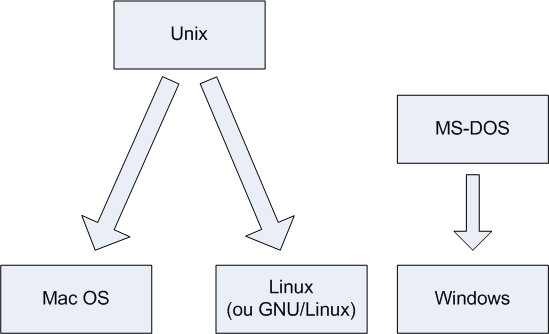 Unix
MS-DOS
Mac OS
Linux
(ou GNU/Linux)
Windows